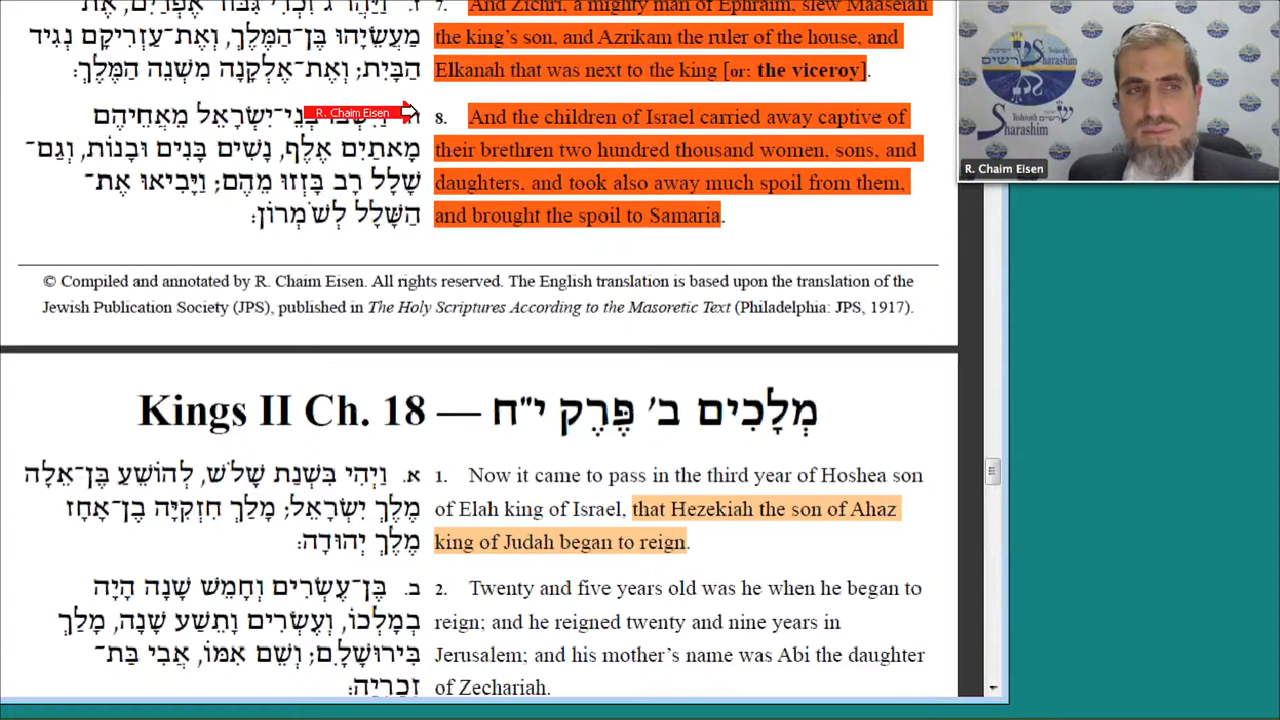 7. And Zichri, a mighty man of Ephraim, slew Maaseiah
the king's son, and Azrikam the ruler of the house, and
Elkanah that was next to the king [or: the viceroy].
ז. וַיַּהֲרֹג זִכְרִי גִּבּוֹר אֶפְרַיִם, אֶת־
מַעֲשֵׂיָהוּ בֶּן־הַמֶּלֶךְ, וְאֶת־עַזְרִיקָם נְגִיד
הַבָּיִת; וְאֶת־אֶלְקָנָה מִשְׁנֵה הַמֶּלֶךְ:
8. And the children of Israel carried away captive of
their brethren two hundred thousand women, sons, and
daughters, and took also away much spoil from them,
and brought the spoil to Samaria.
בְנֵי־יִשְׂרָאֵל מֵאֲחֵיהֶם
מָאתַיִם אֶלֶף, נָשִׁים בָּנִים וּבָנוֹת, וְגַם־
שָׁלָל רָב בָּזְזוּ מֵהֶם; וַיָּבִיאוּ אֶת־
הַשָּׁלָל לְשֹׁמְרוֹן:
R. Chaim Eisen
© Compiled and annotated by R. Chaim Eisen. All rights reserved. The English translation is based upon the translation of the
Jewish Publication Society (JPS), published in The Holy Scriptures According to the Masoretic Text (Philadelphia: JPS, 1917).
Kings II Ch. 18 — מְלָכִים ב׳ פֶּרֶק י״ח
1. Now it came to pass in the third year of Hoshea son
of Elah king of Israel, that Hezekiah the son of Ahaz
king of Judah began to reign.
א. וַיְהִי בִּשְׁנַת שָׁלֹשׁ, לְהוֹשֵׁעַ בֶּן־אֵלָה
מֶלֶךְ יִשְׂרָאֵל; מָלַךְ חִזְקִיָּה בֶן־אָחָז
מֶלֶךְ יְהוּדָה:
2. Twenty and five years old was he when he began to
reign; and he reigned twenty and nine years in
Jerusalem; and his mother's name was Abi the daughter
of Zechariah.
ב. בֶּן־עֶשְׂרִים וְחָמֵשׁ שָׁנָה הָיָה
בְמָלְכוֹ, וְעֶשְׂרִים וָתֵשַׁע שָׁנָה, מָלַךְ
בִּירוּשָׁלִָם; וְשֵׁם אִמּוֹ, אֲבִי בַּת־
זְכַרְיָה:
Yeshivath
Sharashim
R. Chaim Eisen